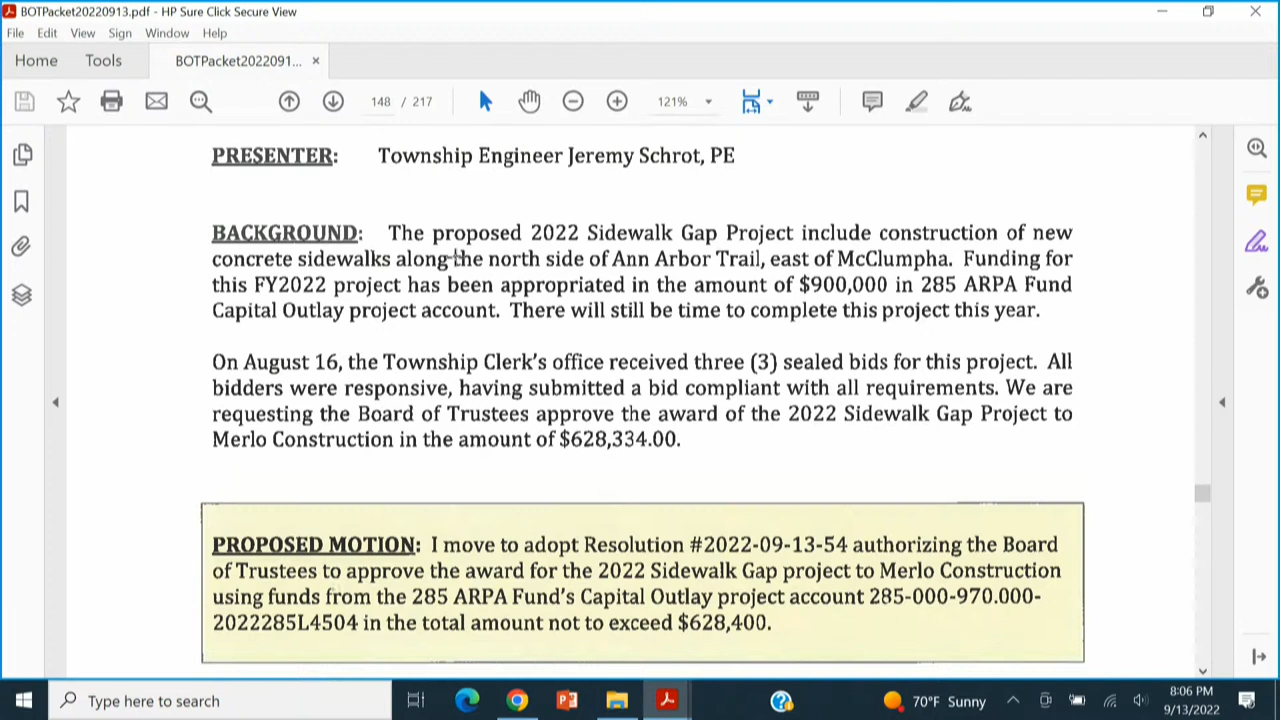 BOTPacket20220913.pdf - HP Sure Click Secure View
File Edit View Sign Window Help
Home Tools BOTPacket2022091... ×
148 / 217 121%
PRESENTER: Township Engineer Jeremy Schrot, PE
BACKGROUND: The proposed 2022 Sidewalk Gap Project include construction of new
concrete sidewalks along the north side of Ann Arbor Trail, east of McClumpha. Funding for
this FY2022 project has been appropriated in the amount of $900,000 in 285 ARPA Fund
Capital Outlay project account. There will still be time to complete this project this year.
On August 16, the Township Clerk's office received three (3) sealed bids for this project. All
bidders were responsive, having submitted a bid compliant with all requirements. We are
requesting the Board of Trustees approve the award of the 2022 Sidewalk Gap Project to
Merlo Construction in the amount of $628,334.00.
PROPOSED MOTION: I move to adopt Resolution #2022-09-13-54 authorizing the Board
of Trustees to approve the award for the 2022 Sidewalk Gap project to Merlo Construction
using funds from the 285 ARPA Fund's Capital Outlay project account 285-000-970.000-
2022285L4504 in the total amount not to exceed $628,400.
Type here to search
70°F Sunny
8:06 PM
9/13/2022